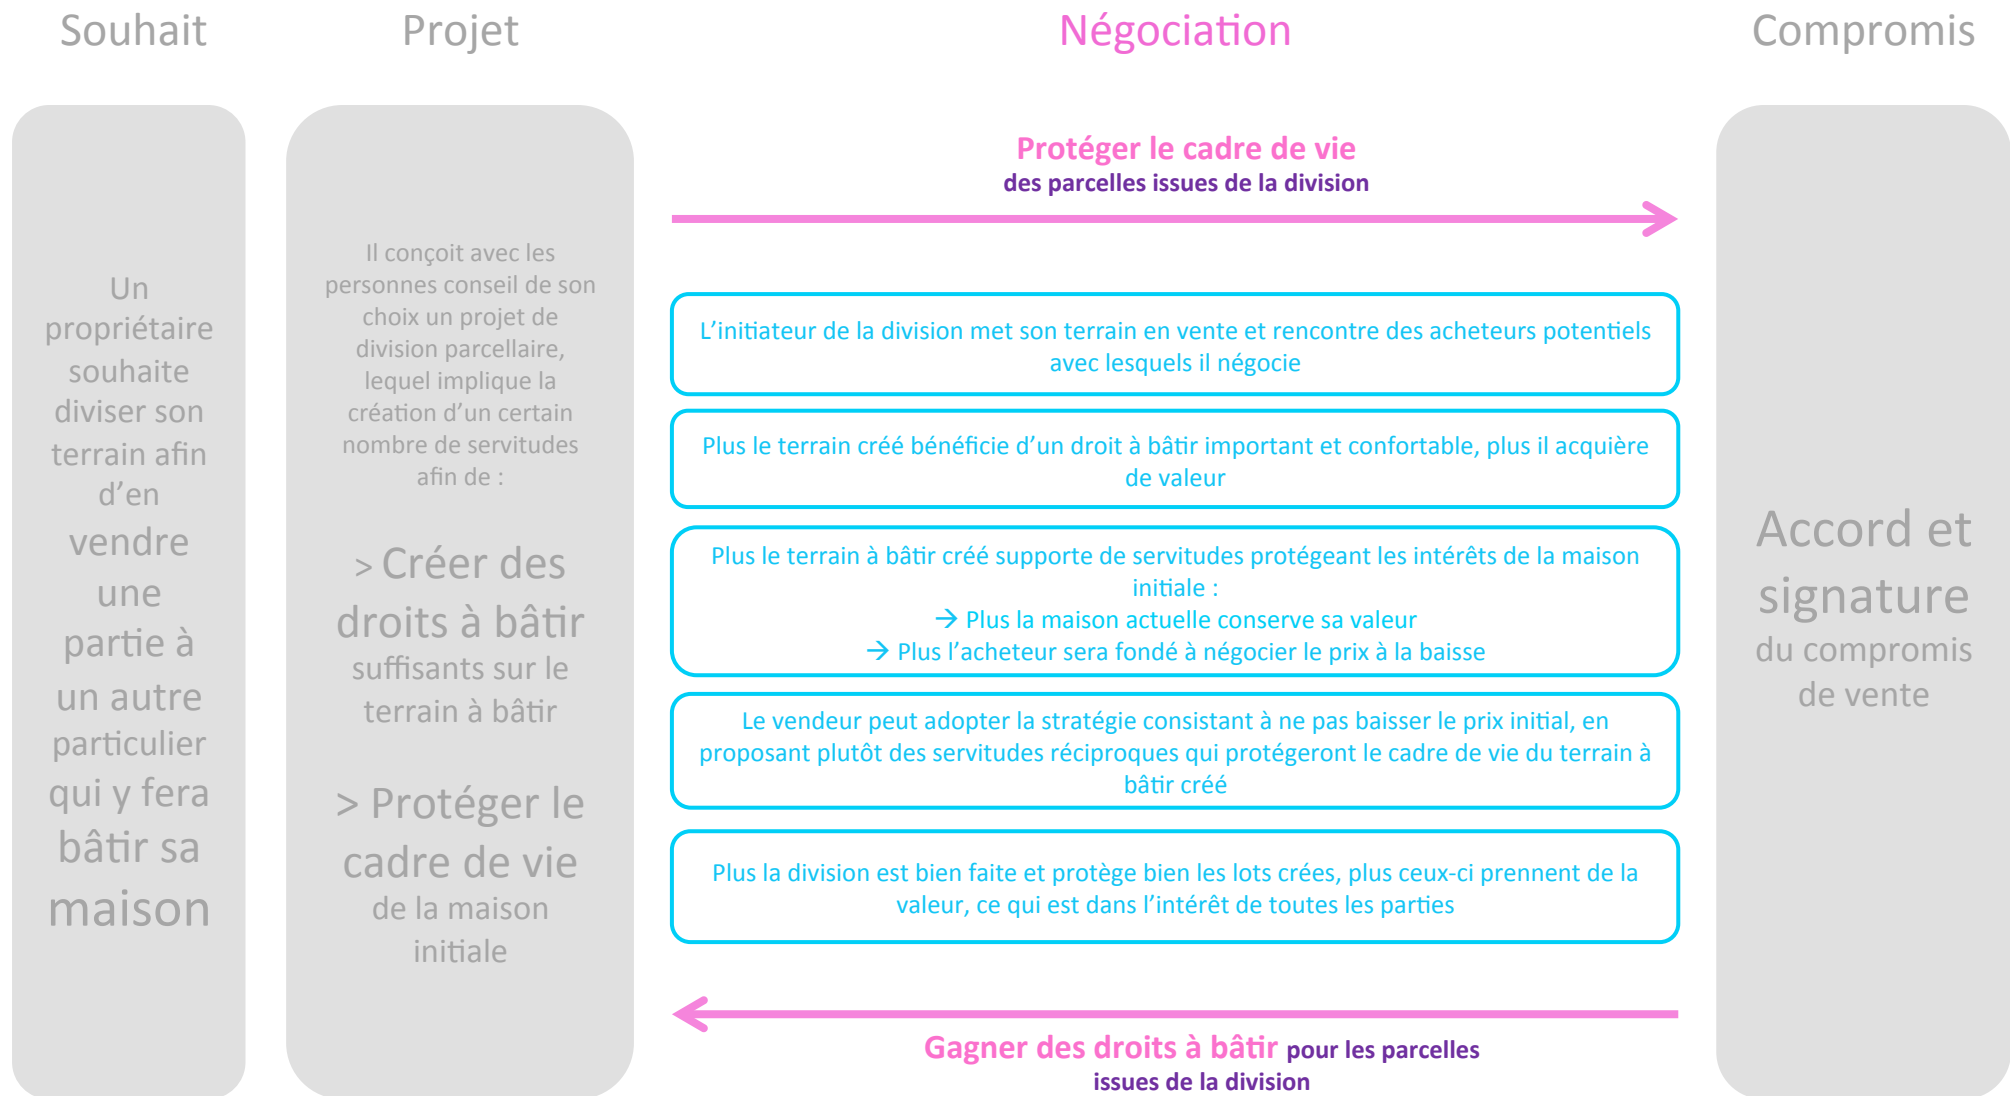 Souhait
Projet
Négociation
Compromis
Un
propriétaire
souhaite
diviser son
terrain afin
d’en
vendre
une
partie à
un autre
particulier
qui y fera
bâtir sa
maison
Il conçoit avec les
personnes conseil de son
choix un projet de
division parcellaire,
lequel implique la
création d’un certain
nombre de servitudes
afin de :
> Créer des
droits à bâtir
suffisants sur le
terrain à bâtir
> Protéger le
cadre de vie
de la maison
initiale
Protéger le cadre de vie
des parcelles issues de la division
L’initiateur de la division met son terrain en vente et rencontre des acheteurs potentiels
avec lesquels il négocie
Plus le terrain créé bénéficie d’un droit à bâtir important et confortable, plus il acquière
de valeur
Plus le terrain à bâtir créé supporte de servitudes protégeant les intérêts de la maison
initiale :
→ Plus la maison actuelle conserve sa valeur
→ Plus l’acheteur sera fondé à négocier le prix à la baisse
Le vendeur peut adopter la stratégie consistant à ne pas baisser le prix initial, en
proposant plutôt des servitudes réciproques qui protégeront le cadre de vie du terrain à
bâtir créé
Plus la division est bien faite et protège bien les lots crées, plus ceux-ci prennent de la
valeur, ce qui est dans l’intérêt de toutes les parties
Gagner des droits à bâtir pour les parcelles
issues de la division
Accord et
signature
du compromis
de vente